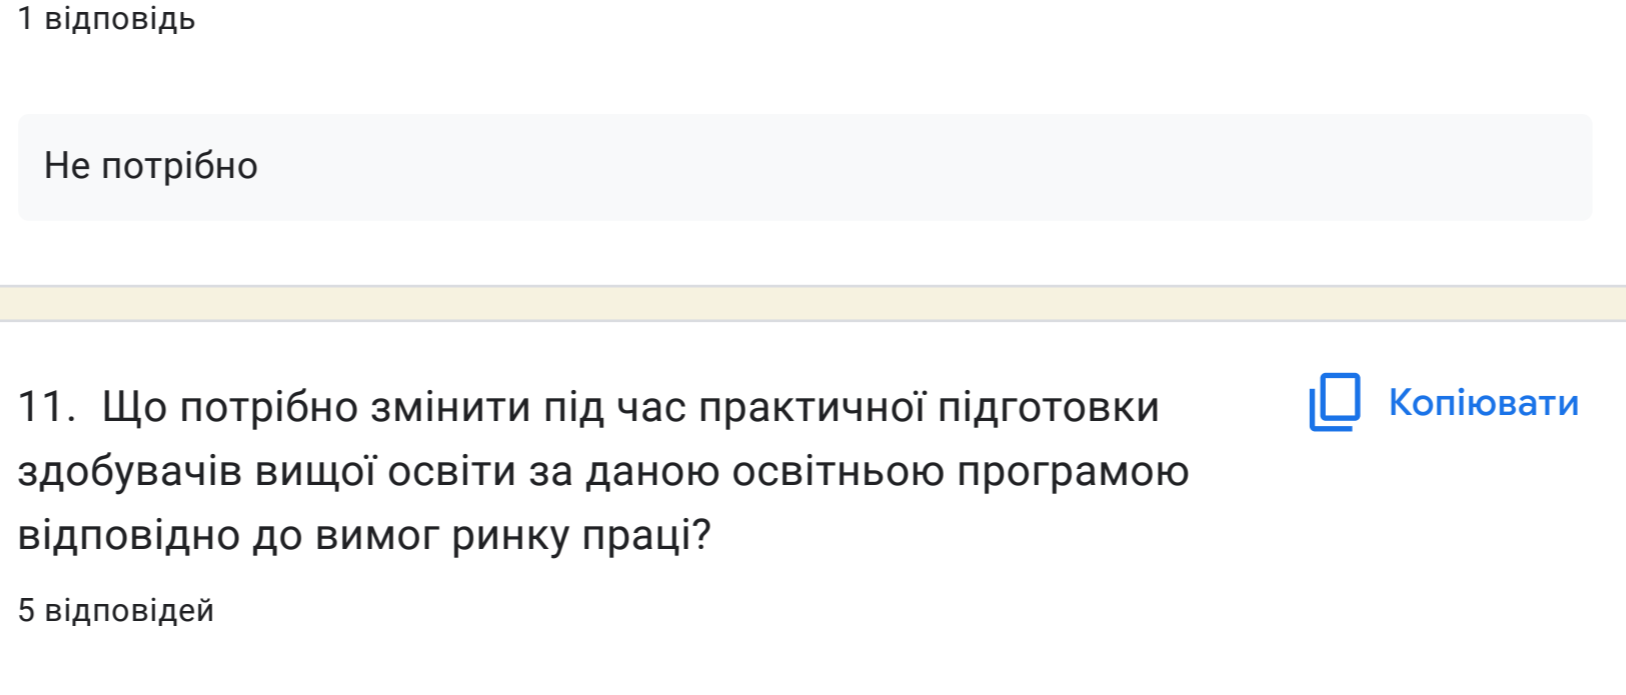 1 відповідь
Не потрібно
11. Що потрібно змінити під час практичної підготовки
Копіювати
здобувачів вищої освіти за даною освітньою програмою
відповідно до вимог ринку праці?
5 відповідей